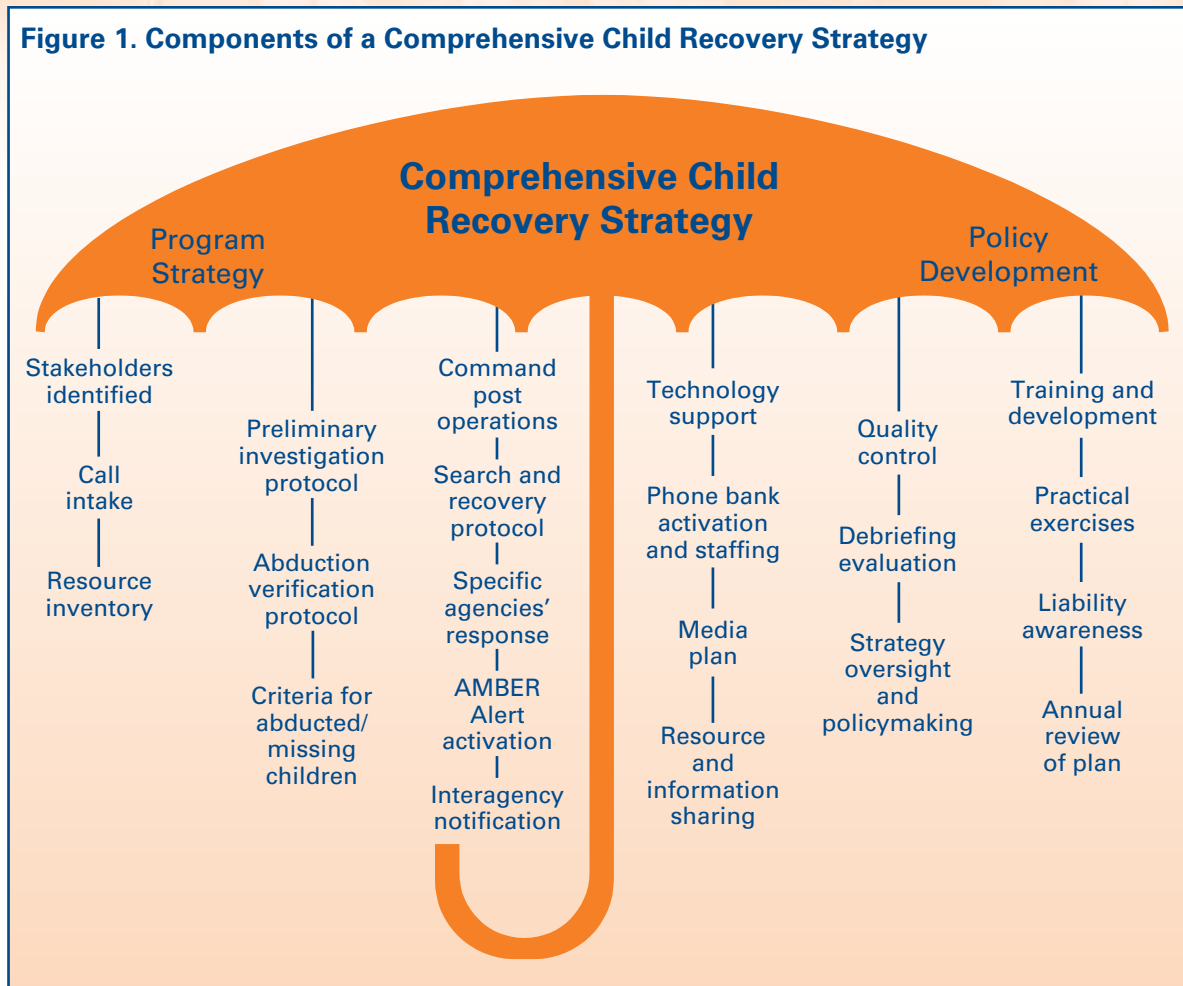 Figure 1. Components of a Comprehensive Child Recovery Strategy
Comprehensive Child
Recovery Strategy
Program
Strategy
Policy
Development
Stakeholders
identified
Call
intake
Resource
inventory
Preliminary
investigation
protocol
Abduction
verification
protocol
Criteria for
abducted/
missing
children
Command
post
operations
Search and
recovery
protocol
Specific
agencies’
response
AMBER
Alert
activation
Interagency
notification
Technology
support
Phone bank
activation
and staffing
Media
plan
Resource
and
information
sharing
Quality
control
Debriefing
evaluation
Strategy
oversight
and
policymaking
Training and
development
Practical
exercises
Liability
awareness
Annual
review
of plan